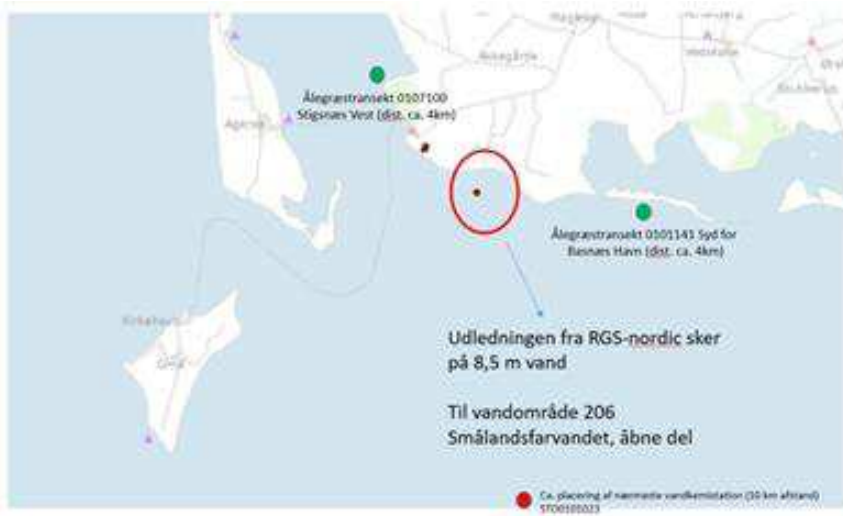 Ålegræstransekt 0107100
Stigsnæs Vest (dist. ca. 4km)
Agersø
Ålegræstransekt 0101141 Syd for
Basnæs Havn (dist. ca. 4km)
Omø
Udledningen fra RGS-nordic sker
på 8,5 m vand
Til vandområde 206
Smålandsfarvandet, åbne del
Ca. placering af nærmeste vandkemistation (10 km afstand)